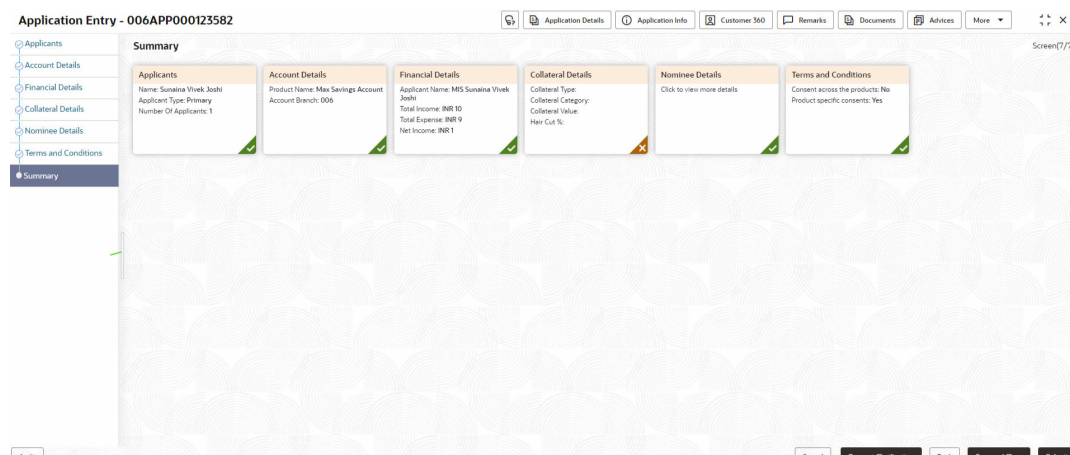 Application Entry - 006APP000123582
Application Details
Application Info
Customer 360
Remarks
Documents
Advices
More
Applicants
Account Details
Financial Details
Collateral Details
Nominee Details
Terms and Conditions
Summary
Summary
Screen(7/7
Applicants
Name: Sunaina Vivek Joshi
Applicant Type: Primary
Number Of Applicants: 1
Account Details
Product Name: Max Savings Account
Account Branch: 006
Financial Details
Applicant Name: MIS Sunaina Vivek
Joshi
Total Income: INR 10
Total Expense: INR 9
Net Income: INR 1
Collateral Details
Collateral Type:
Collateral Category:
Collateral Value:
Hair Cut %:
Nominee Details
Click to view more details
Terms and Conditions
Consent across the products: No
Product specific consents: Yes